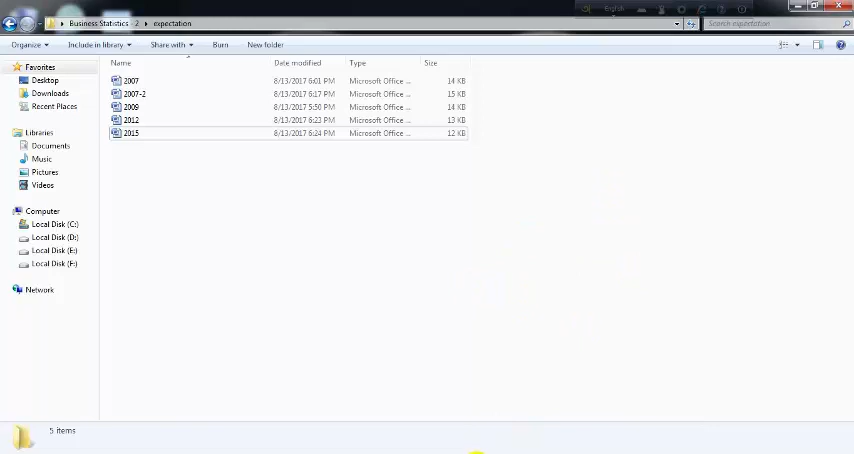 English
Business Statistics - 2
expectation
Search expectation
Organize
Include in library
Share with
Burn
New folder
Name
Date modified
Type
Size
Favorites
Desktop
Downloads
Recent Places
Libraries
Documents
Music
Pictures
Videos
Computer
Local Disk (C:)
Local Disk (D:)
Local Disk (E:)
Local Disk (F:)
Network
2007 8/13/2017 6:01 PM Microsoft Office ... 14 KB
2007-2 8/13/2017 6:17 PM Microsoft Office ... 15 KB
2009 8/13/2017 5:50 PM Microsoft Office ... 14 KB
2012 8/13/2017 6:23 PM Microsoft Office ... 13 KB
2015 8/13/2017 6:24 PM Microsoft Office ... 12 KB
5 items